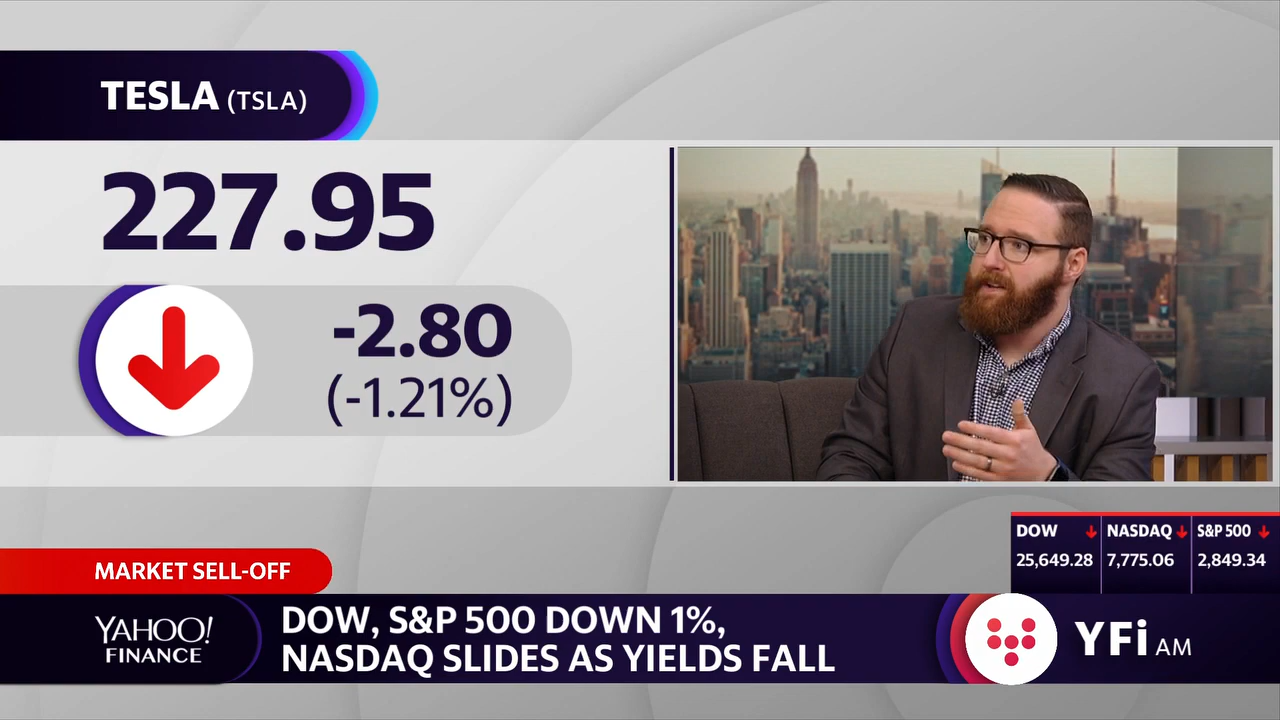 TESLA (TSLA)
227.95
-2.80
(-1.21%)
DOW
25,649.28
NASDAQ
7,775.06
S&P 500
2,849.34
MARKET SELL-OFF
YAHOO!
FINANCE
DOW, S&P 500 DOWN 1%,
NASDAQ SLIDES AS YIELDS FALL
YFi AM